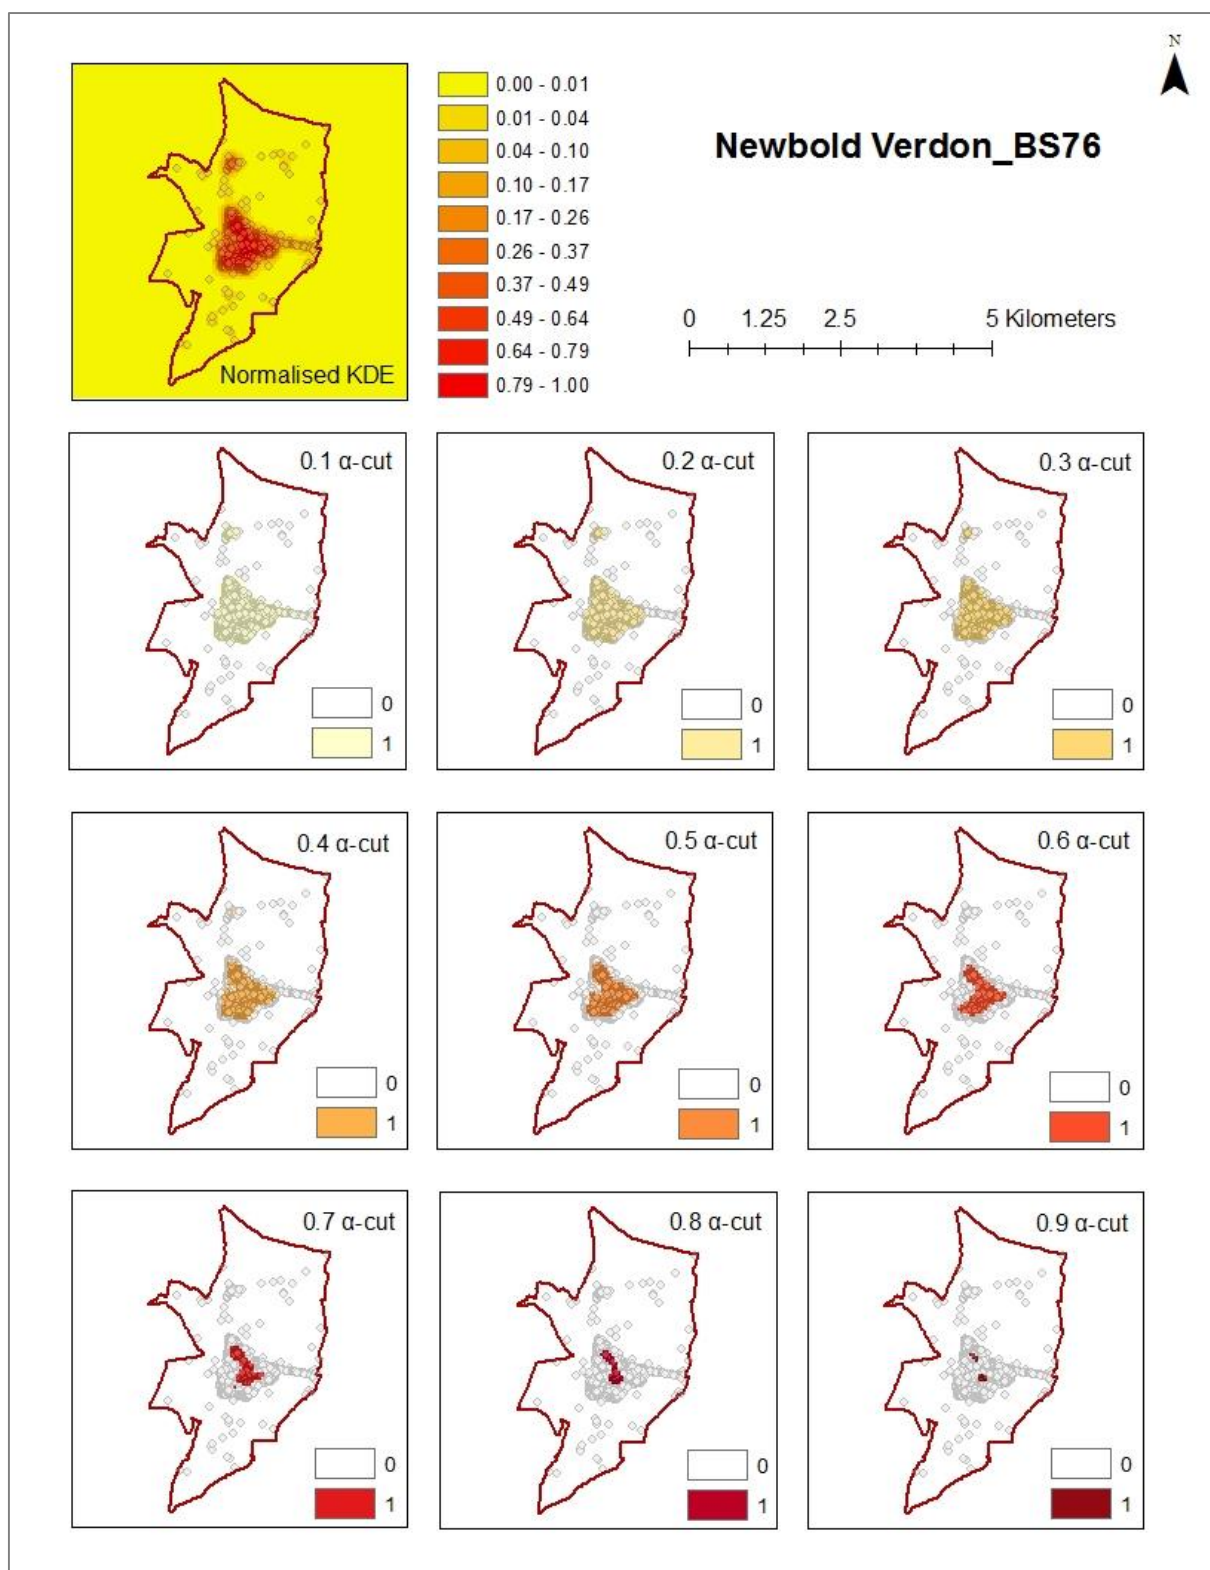 N
Newbold Verdon_BS76
0.00 - 0.01
0.01 - 0.04
0.04 - 0.10
0.10 - 0.17
0.17 - 0.26
0.26 - 0.37
0.37 - 0.49
0.49 - 0.64
0.64 - 0.79
0.79 - 1.00
Normalised KDE
0 1.25 2.5 5 Kilometers
0.1 α-cut
0
1
0.2 α-cut
0
1
0.3 α-cut
0
1
0.4 α-cut
0
1
0.5 α-cut
0
1
0.6 α-cut
0
1
0.7 α-cut
0
1
0.8 α-cut
0
1
0.9 α-cut
0
1